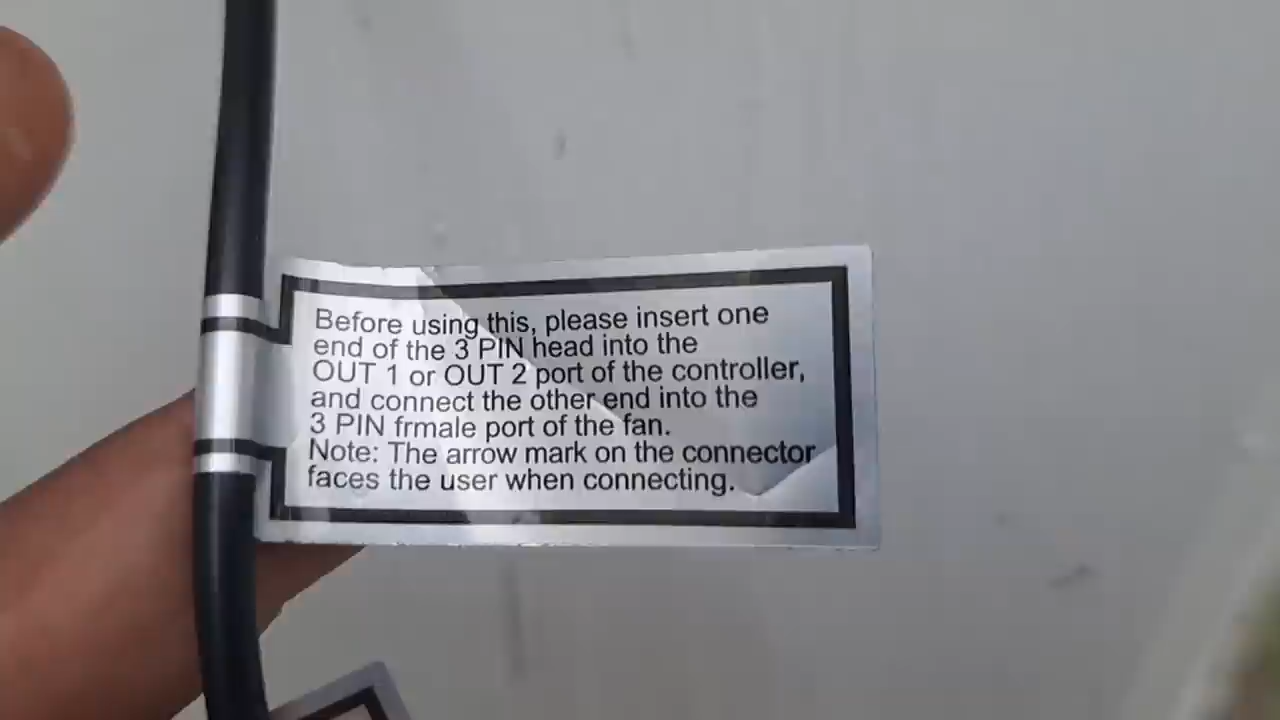 Before using this, please insert one
end of the 3 PIN head into the
OUT 1 or OUT 2 port of the controller,
and connect the other end into the
3 PIN frmale port of the fan.
Note: The arrow mark on the connector
faces the user when connecting.